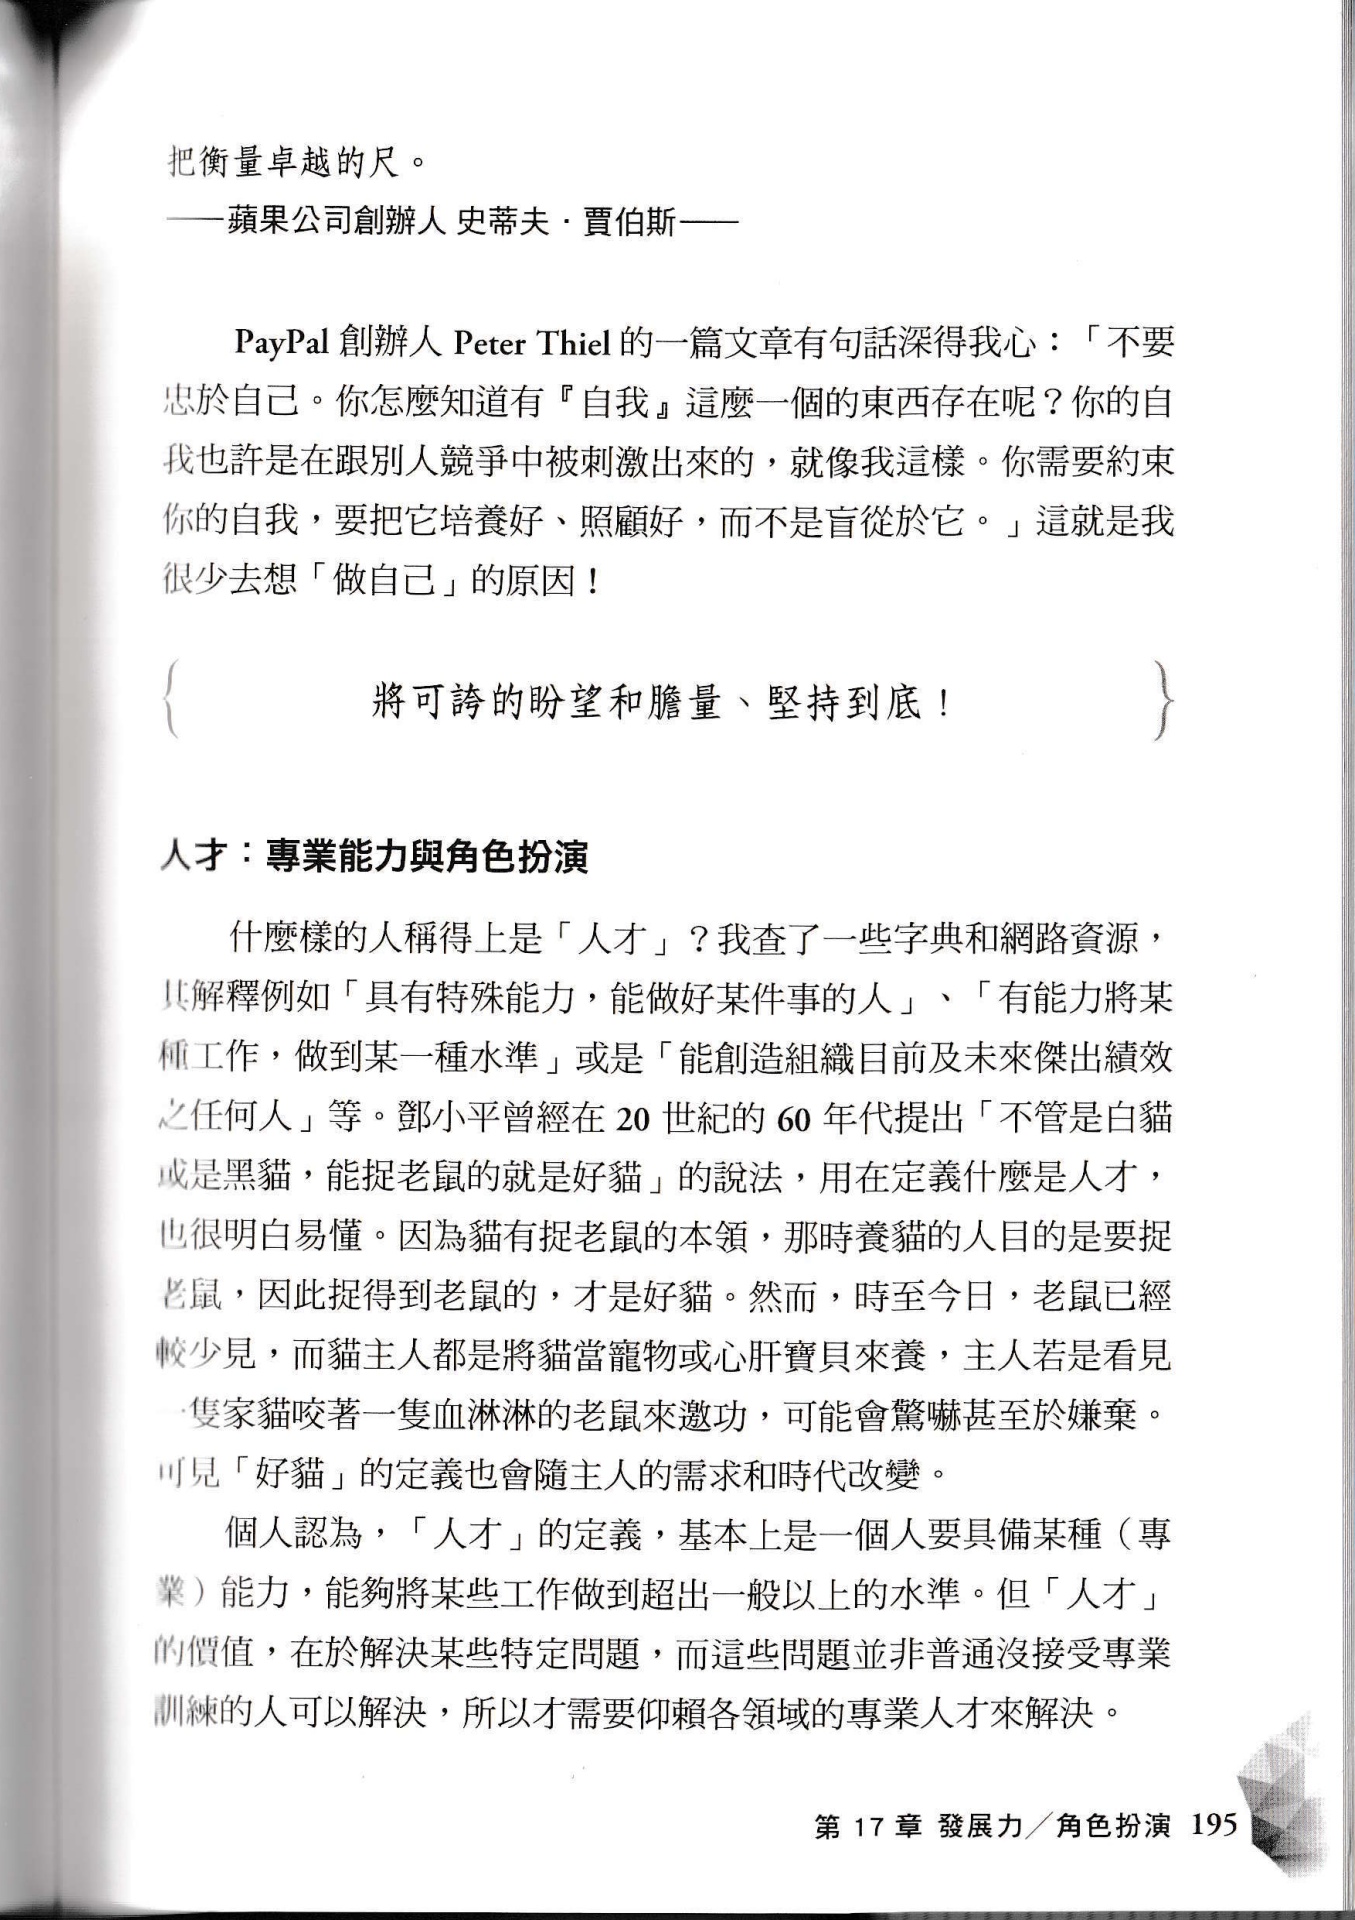 把衡量卓越的尺。
——蘋果公司創辦人 史蒂夫·賈伯斯——
PayPal 創辦人 Peter Thiel 的一篇文章有句話深得我心：「不要
忠於自己。你怎麼知道有『自我』這麼一個的東西存在呢？你的自
我也許是在跟別人競爭中被刺激出來的，就像我這樣。你需要約束
你的自我，要把它培養好、照顧好，而不是盲從於它。」這就是我
很少去想「做自己」的原因！
{ 將可誇的盼望和膽量、堅持到底！ }
人才：專業能力與角色扮演
什麼樣的人稱得上是「人才」？我查了一些字典和網路資源，
其解釋例如「具有特殊能力，能做好某件事的人」、「有能力將某
種工作，做到某一種水準」或是「能創造組織目前及未來傑出績效
之任何人」等。鄧小平曾經在 20 世紀的 60 年代提出「不管是白貓
或是黑貓，能捉老鼠的就是好貓」的說法，用在定義什麼是人才，
也很明白易懂。因為貓有捉老鼠的本領，那時養貓的人目的是要捉
老鼠，因此捉得到老鼠的，才是好貓。然而，時至今日，老鼠已經
較少見，而貓主人都是將貓當寵物或心肝寶貝來養，主人若是看見
一隻家貓咬著一隻血淋淋的老鼠來邀功，可能會驚嚇甚至於嫌棄。
可見「好貓」的定義也會隨主人的需求和時代改變。
個人認為，「人才」的定義，基本上是一個人要具備某種（專
業）能力，能夠將某些工作做到超出一般以上的水準。但「人才」
的價值，在於解決某些特定問題，而這些問題並非普通沒接受專業
訓練的人可以解決，所以才需要仰賴各領域的專業人才來解決。
第 17 章 發展力／角色扮演 195